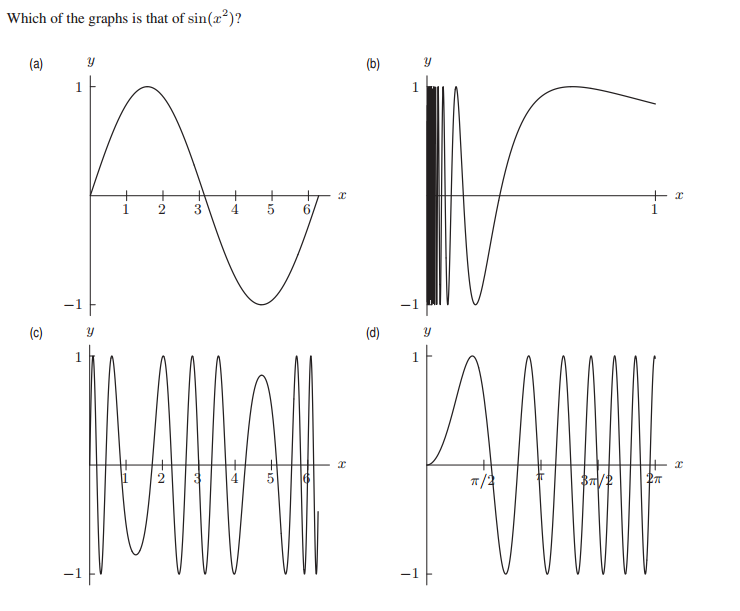 Which of the graphs is that of sin(x²)?
(a)
y
1
1 2 3 4 5 6
x
−1
(b)
y
1
1
x
−1
(c)
y
1
1 2 3 4 5 6
x
−1
(d)
y
1
π/2 π 3π/2 2π
x
−1